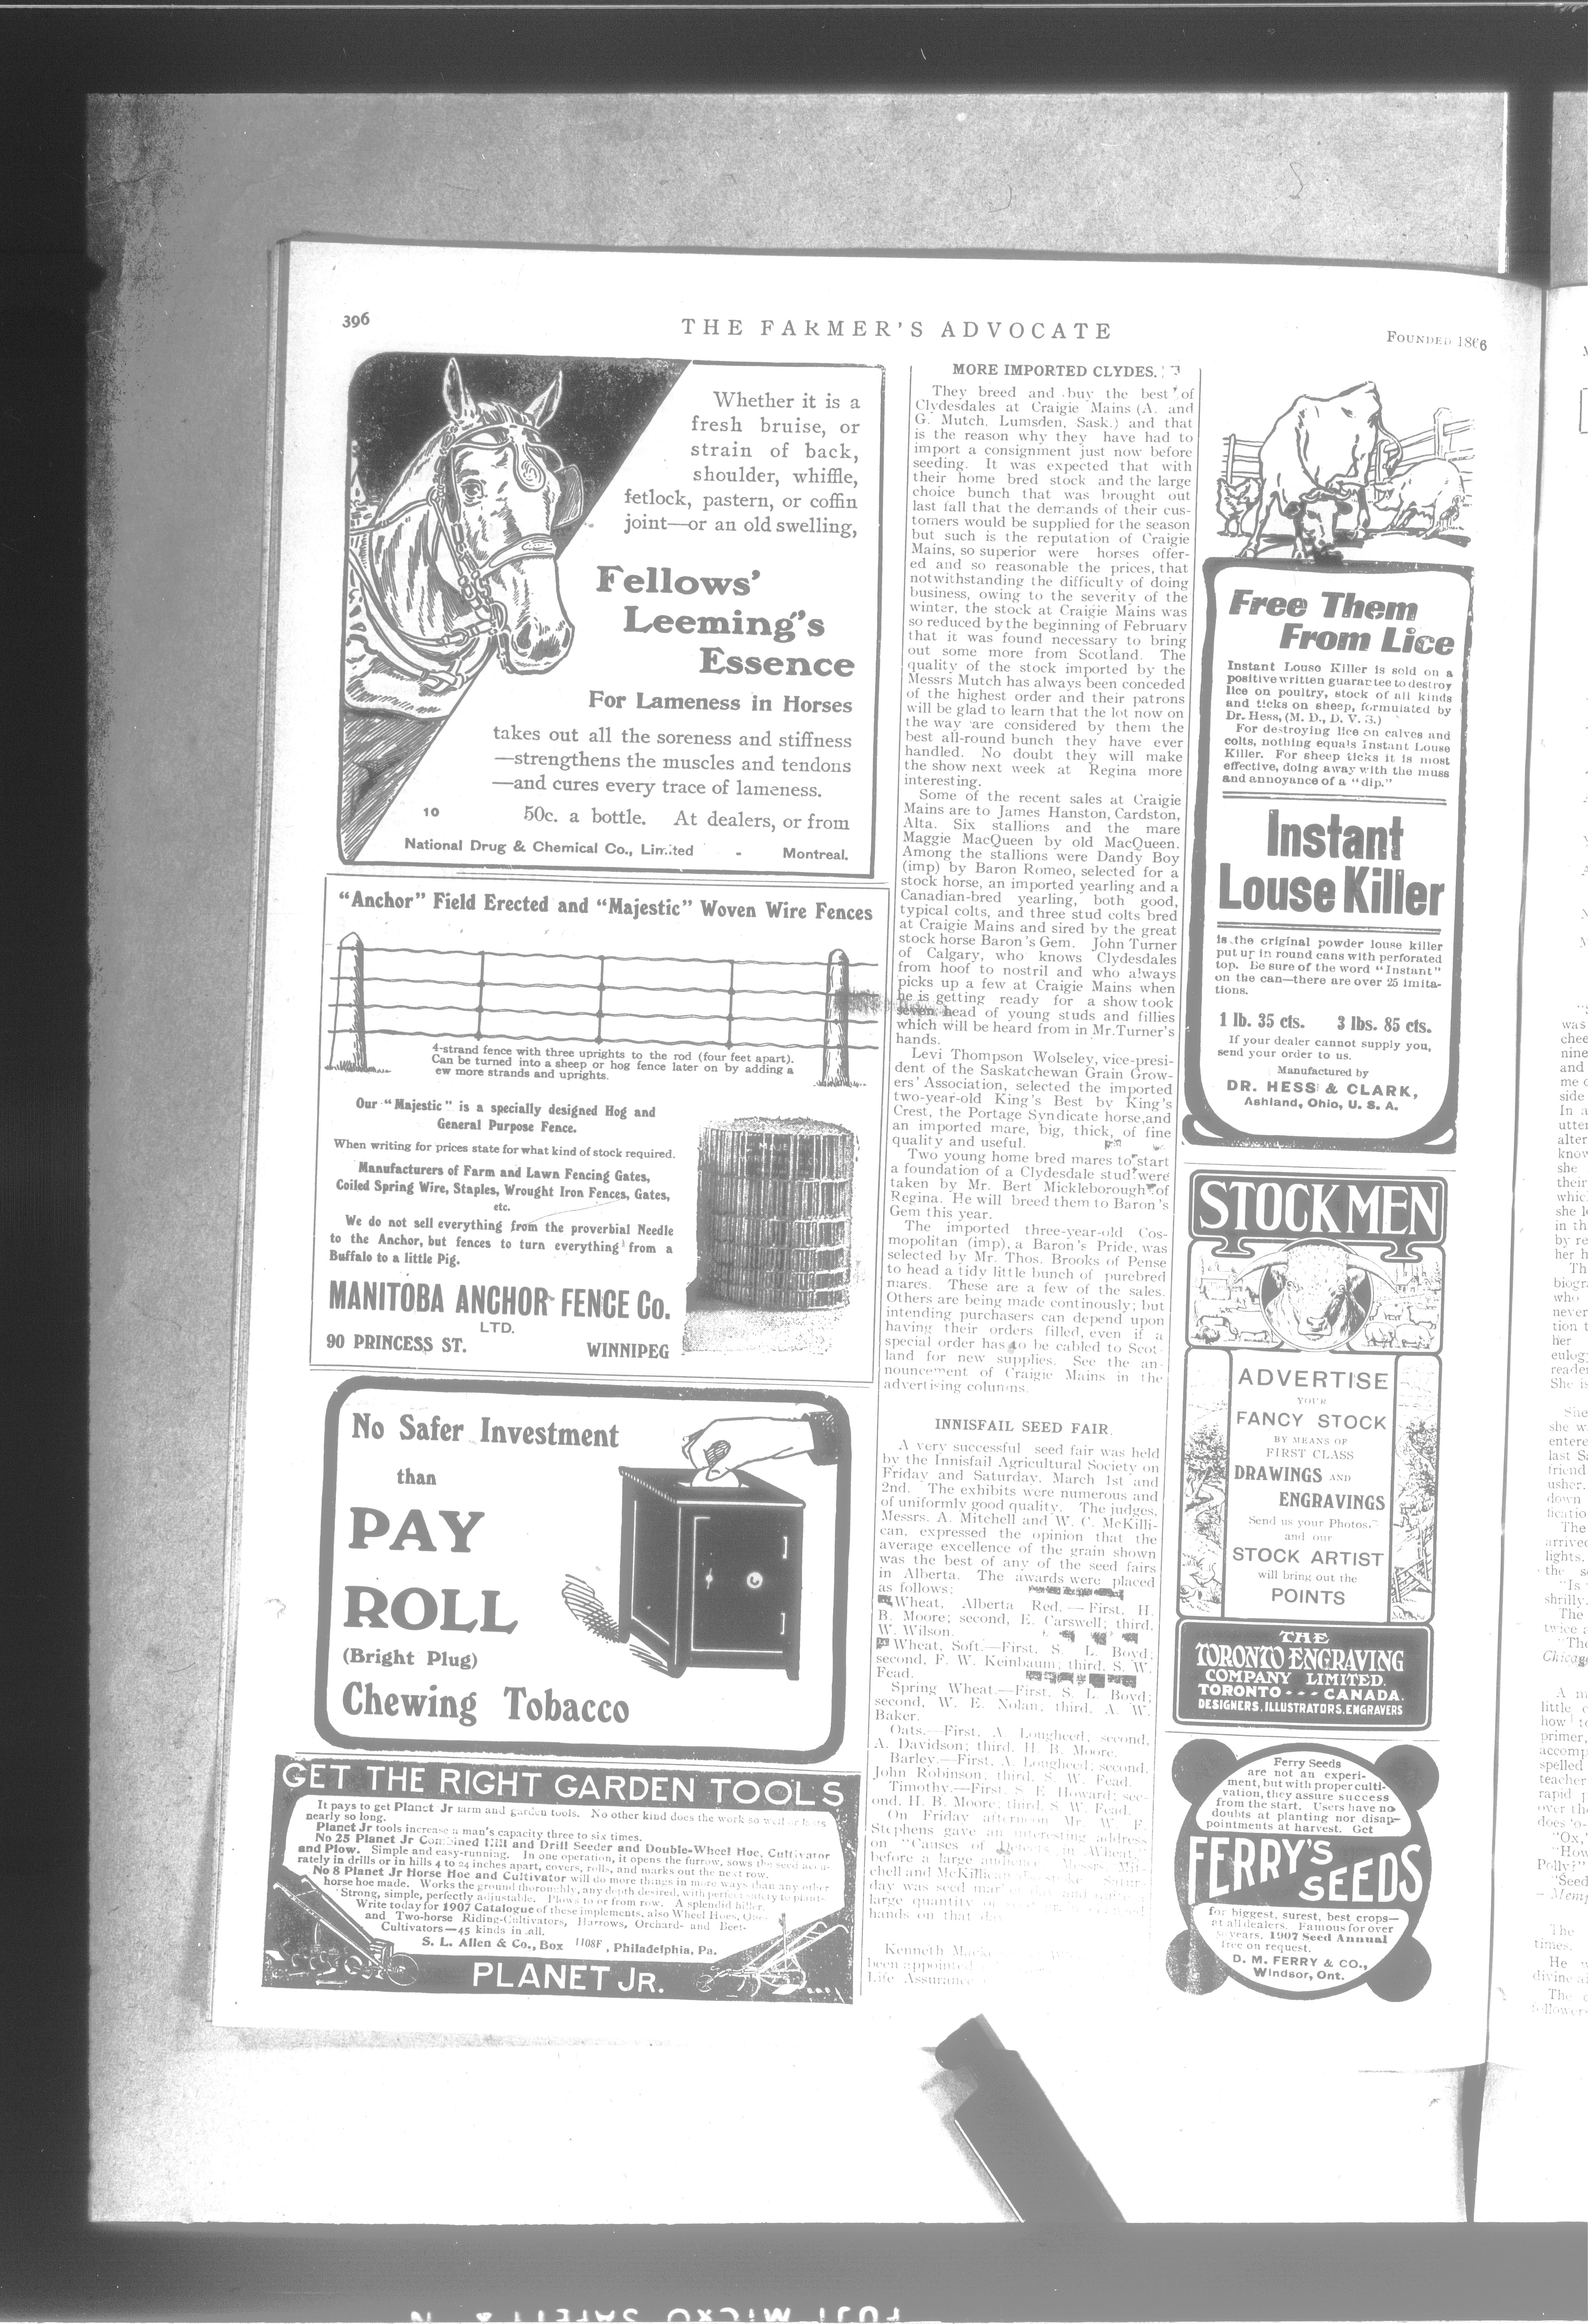 396
THE FARMER'S ADVOCATE
FOUNDED 1866
Whether it is a
fresh bruise, or
strain of back,
shoulder, whiffle,
fetlock, pastern, or coffin
joint—or an old swelling,
Fellows'
Leeming's
Essence
For Lameness in Horses
takes out all the soreness and stiffness
—strengthens the muscles and tendons
—and cures every trace of lameness.
10
50c. a bottle. At dealers, or from
National Drug & Chemical Co., Limited - Montreal.
"Anchor" Field Erected and "Majestic" Woven Wire Fences
4-strand fence with three uprights to the rod (four feet apart).
Can be turned into a sheep or hog fence later on by adding a
ew more strands and uprights.
Our "Majestic" is a specially designed Hog and
General Purpose Fence.
When writing for prices state for what kind of stock required.
Manufacturers of Farm and Lawn Fencing Gates,
Coiled Spring Wire, Staples, Wrought Iron Fences, Gates,
etc.
We do not sell everything from the proverbial Needle
to the Anchor, but fences to turn everything from a
Buffalo to a little Pig.
MANITOBA ANCHOR FENCE Co.
LTD.
90 PRINCESS ST. WINNIPEG
No Safer Investment
than
PAY
ROLL
(Bright Plug)
Chewing Tobacco
GET THE RIGHT GARDEN TOOLS
It pays to get Planet Jr farm and garden tools. No other kind does the work so well or lasts
nearly so long.
Planet Jr tools increase a man's capacity three to six times.
No 25 Planet Jr Combined Hill and Drill Seeder and Double-Wheel Hoe, Cultivator
and Plow. Simple and easy-running. In one operation, it opens the furrow, sows the seed accu-
rately in drills or in hills 4 to 24 inches apart, covers, rolls, and marks out the next row.
No 8 Planet Jr Horse Hoe and Cultivator will do more things in more ways than any other
horse hoe made. Works the ground thoroughly, any depth desired, with perfect safety to plants.
Strong, simple, perfectly adjustable. Plows to or from row. A splendid hiller.
Write today for 1907 Catalogue of these implements, also Wheel Hoes, One-
and Two-horse Riding-Cultivators, Harrows, Orchard- and Beet-
Cultivators—45 kinds in all.
S. L. Allen & Co., Box 1108F, Philadelphia, Pa.
PLANET JR.
MORE IMPORTED CLYDES.
They breed and buy the best of
Clydesdales at Craigie Mains (A. and
G. Mutch, Lumsden, Sask.) and that
is the reason why they have had to
import a consignment just now before
seeding. It was expected that with
their home bred stock and the large
choice bunch that was brought out
last fall that the demands of their cus-
tomers would be supplied for the season
but such is the reputation of Craigie
Mains, so superior were horses offer-
ed and so reasonable the prices, that
notwithstanding the difficulty of doing
business, owing to the severity of the
winter, the stock at Craigie Mains was
so reduced by the beginning of February
that it was found necessary to bring
out some more from Scotland. The
quality of the stock imported by the
Messrs Mutch has always been conceded
of the highest order and their patrons
will be glad to learn that the lot now on
the way are considered by them the
best all-round bunch they have ever
handled. No doubt they will make
the show next week at Regina more
interesting.
Some of the recent sales at Craigie
Mains are to James Hanston, Cardston,
Alta. Six stallions and the mare
Maggie MacQueen by old MacQueen.
Among the stallions were Dandy Boy
(imp) by Baron Romeo, selected for a
stock horse, an imported yearling and a
Canadian-bred yearling, both good,
typical colts, and three stud colts bred
at Craigie Mains and sired by the great
stock horse Baron's Gem. John Turner
of Calgary, who knows Clydesdales
from hoof to nostril and who always
picks up a few at Craigie Mains when
he is getting ready for a show took
seven head of young studs and fillies
which will be heard from in Mr. Turner's
hands.
Levi Thompson Wolseley, vice-presi-
dent of the Saskatchewan Grain Grow-
ers' Association, selected the imported
two-year-old King's Best by King's
Crest, the Portage Syndicate horse, and
an imported mare, big, thick, of fine
quality and useful.
Two young home bred mares to start
a foundation of a Clydesdale stud were
taken by Mr. Bert Mickleborough of
Regina. He will breed them to Baron's
Gem this year.
The imported three-year-old Cos-
mopolitan (imp), a Baron's Pride, was
selected by Mr. Thos. Brooks of Pense
to head a tidy little bunch of purebred
mares. These are a few of the sales.
Others are being made continously; but
intending purchasers can depend upon
having their orders filled, even if a
special order has to be cabled to Scot-
land for new supplies. See the an-
nouncement of Craigie Mains in the
advertising columns.
INNISFAIL SEED FAIR.
A very successful seed fair was held
by the Innisfail Agricultural Society on
Friday and Saturday, March 1st and
2nd. The exhibits were numerous and
of uniformly good quality. The judges,
Messrs. A. Mitchell and W. C. McKilli-
can, expressed the opinion that the
average excellence of the grain shown
was the best of any of the seed fairs
in Alberta. The awards were placed
as follows:
Wheat, Alberta Red.—First, H.
B. Moore; second, E. Carswell; third,
W. Wilson.
Wheat, Soft.—First, S. L. Boyd;
second, F. W. Keinbaum; third, S. W.
Fead.
Spring Wheat.—First, S. L. Boyd;
second, W. E. Nolan; third, A. W.
Baker.
Oats.—First, A. Lougheed, second,
A. Davidson; third, H. B. Moore.
Barley.—First, A. Lougheed, second,
John Robinson, third, S. W. Fead.
Timothy.—First, S. E. Howard; sec-
ond, H. B. Moore; third, S. W. Fead.
On Friday afternoon Mr. W. F.
Stephens gave an interesting address
on "Causes of Defects in Wheat,"
before a large
chell and McKillican
day was seed
large quantity
hands on that day
Kenneth
been appointed
Life Assurance
Free Them
From Lice
Instant Louse Killer is sold on a
positive written guarantee to destroy
lice on poultry, stock of all kinds
and ticks on sheep, formulated by
Dr. Hess, (M. D., D. V. S.)
For destroying lice on calves and
colts, nothing equals Instant Louse
Killer. For sheep ticks it is most
effective, doing away with the muss
and annoyance of a "dip."
Instant
Louse Killer
is the original powder louse killer
put up in round cans with perforated
top. Be sure of the word "Instant"
on the can—there are over 25 imita-
tions.
1 lb. 35 cts. 3 lbs. 85 cts.
If your dealer cannot supply you,
send your order to us.
Manufactured by
DR. HESS & CLARK,
Ashland, Ohio, U. S. A.
STOCKMEN
ADVERTISE
YOUR
FANCY STOCK
BY MEANS OF
FIRST CLASS
DRAWINGS AND
ENGRAVINGS
Send us your Photos.
and our
STOCK ARTIST
will bring out the
POINTS
THE
TORONTO ENGRAVING
COMPANY LIMITED.
TORONTO --- CANADA.
DESIGNERS, ILLUSTRATORS, ENGRAVERS
Ferry Seeds
are not an experi-
ment, but with proper culti-
vation, they assure success
from the start. Users have no
doubts at planting nor disap-
pointments at harvest. Get
FERRY'S
SEEDS
for biggest, surest, best crops—
at all dealers. Famous for over
years. 1907 Seed Annual
free on request.
D. M. FERRY & CO.,
Windsor, Ont.